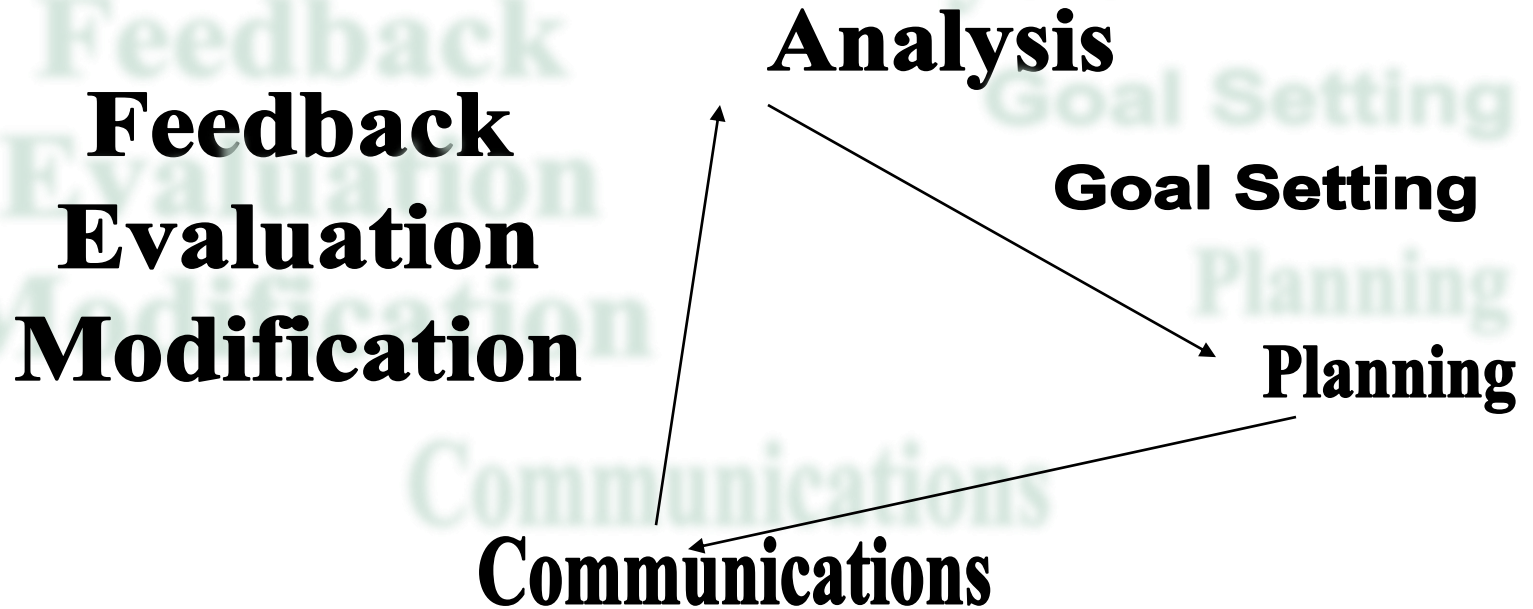 Analysis
Feedback
Evaluation
Modification
Goal Setting
Planning
Communications